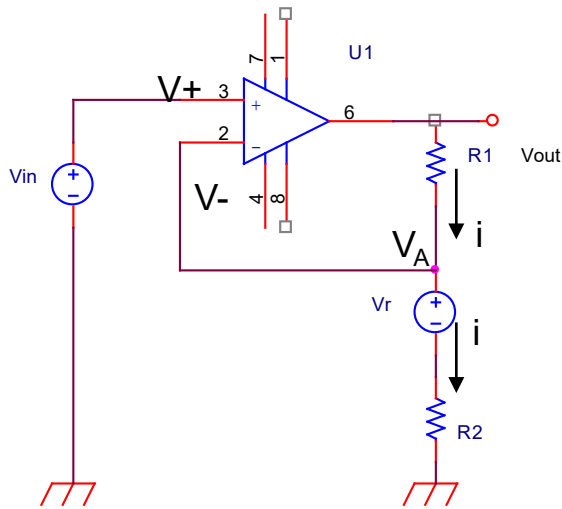 U1
7
1
V+
3
+
6
2
−
R1
Vout
Vin
+
−
V-
4
8
i
VA
Vr
+
−
i
R2